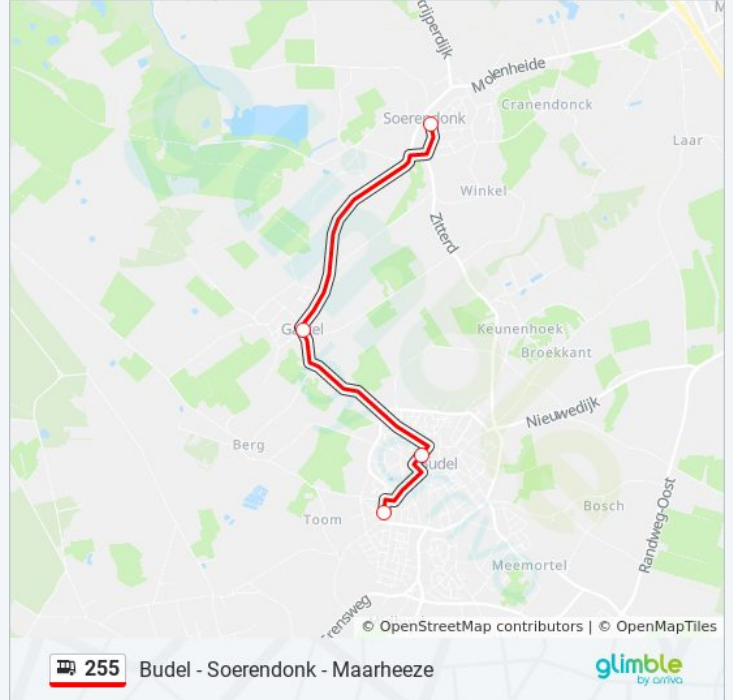 Molenheide
Cranendonck
Soerendonk
Laar
Winkel
Zitterd
Keunenhoek
Broekkant
Nieuwedijk
Berg
Budel
Bosch
Toom
Randweg-Oost
Meemortel
© OpenStreetMap contributors | © OpenMapTiles
255 Budel - Soerendonk - Maarheeze
glimble
by arriva